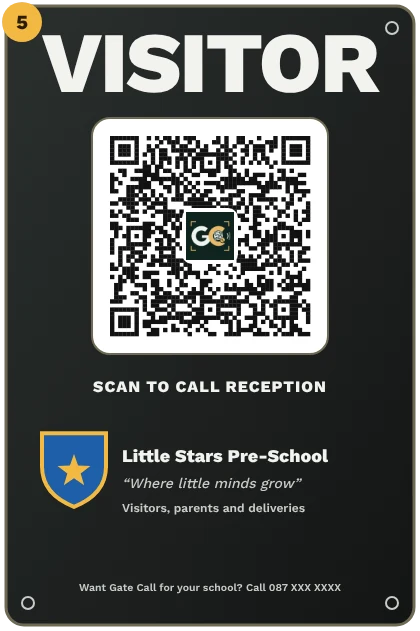 5
VISITOR
GC
SCAN TO CALL RECEPTION
Little Stars Pre-School
“Where little minds grow”
Visitors, parents and deliveries
Want Gate Call for your school? Call 087 XXX XXXX